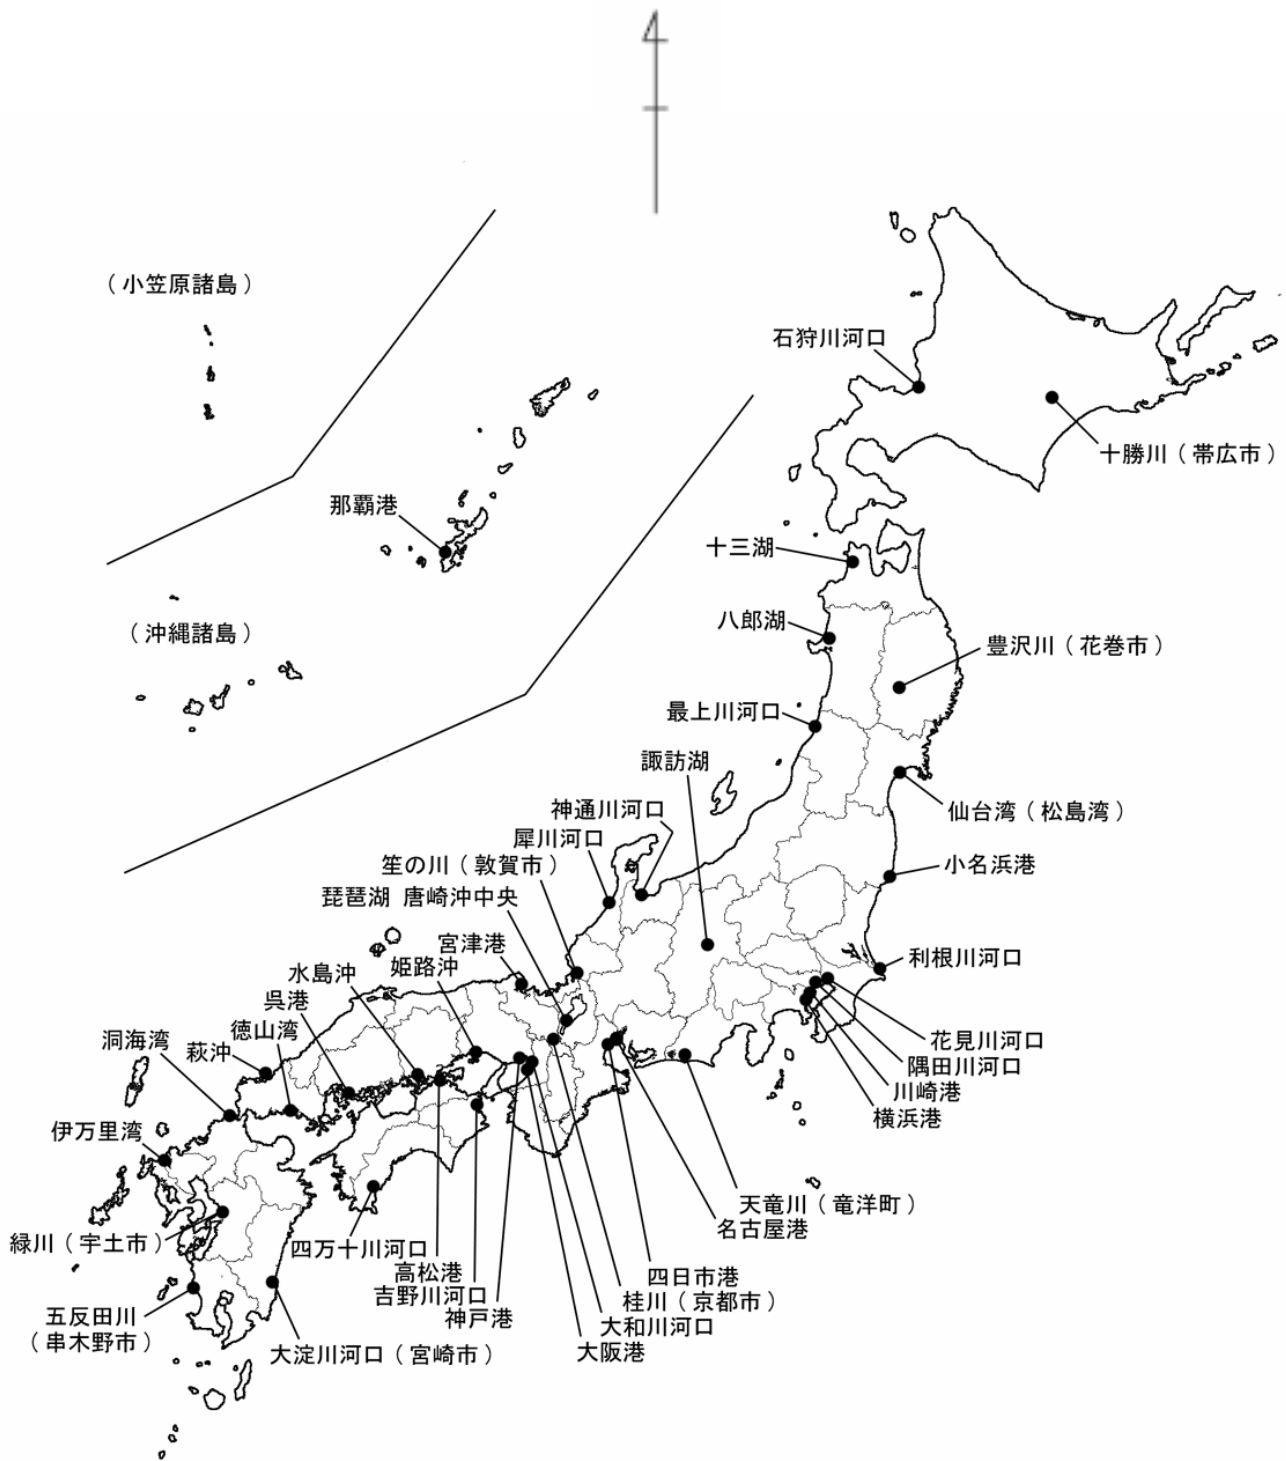 （小笠原諸島）
石狩川河口
十勝川（帯広市）
那覇港
十三湖
八郎湖
（沖縄諸島）
豊沢川（花巻市）
最上川河口
諏訪湖
神通川河口
仙台湾（松島湾）
犀川河口
笙の川（敦賀市）
小名浜港
琵琶湖 唐崎沖中央
宮津港
利根川河口
姫路沖
水島沖
呉港
徳山湾
洞海湾
萩沖
花見川河口
隅田川河口
川崎港
横浜港
伊万里湾
天竜川（竜洋町）
名古屋港
緑川（宇土市）
四万十川河口
高松港
四日市港
吉野川河口
桂川（京都市）
五反田川
（串木野市）
神戸港
大和川河口
大阪港
大淀川河口（宮崎市）